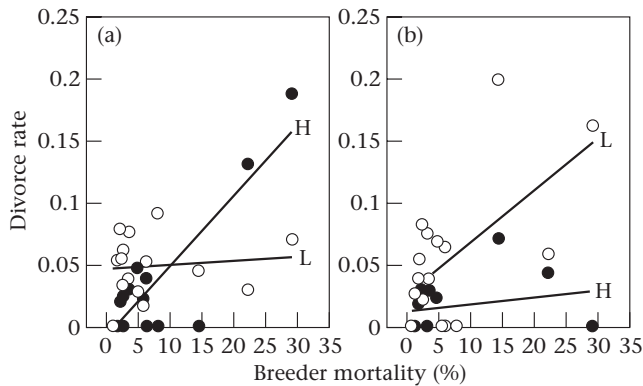 0.25 (a) (b) 0.25
0.2 0.2
0.15 H 0.15 L
Divorce rate
0.1 0.1
0.05 L 0.05 H
0 0
0 5 10 15 20 25 30 35 0 5 10 15 20 25 30 35
Breeder mortality (%)